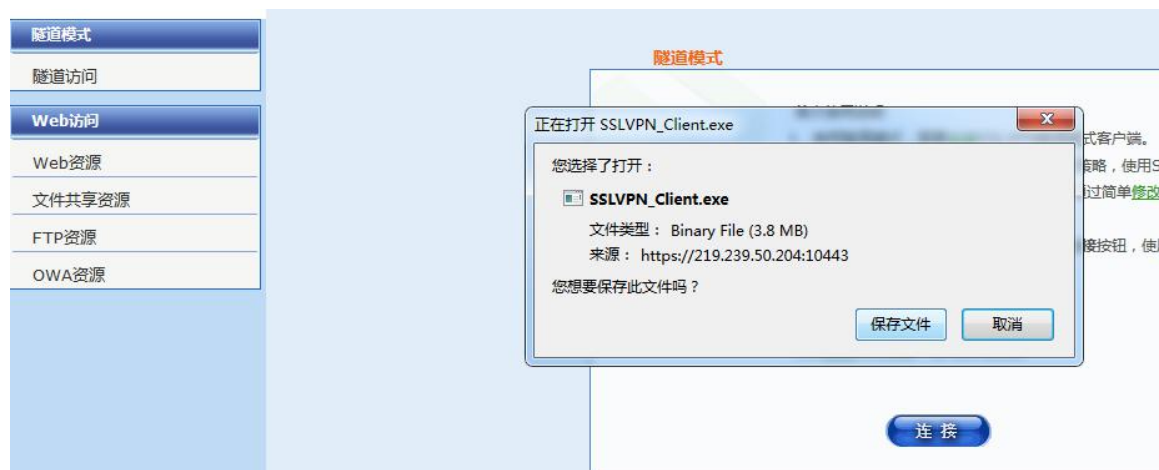 隧道模式
隧道访问
Web访问
Web资源
文件共享资源
FTP资源
OWA资源
隧道模式
正在打开 SSLVPN_Client.exe
您选择了打开：
SSLVPN_Client.exe
文件类型： Binary File (3.8 MB)
来源： https://219.239.50.204:10443
您想要保存此文件吗？
保存文件
取消
式客户端。
策略，使用S
过简单修改
接按钮，使用
连 接